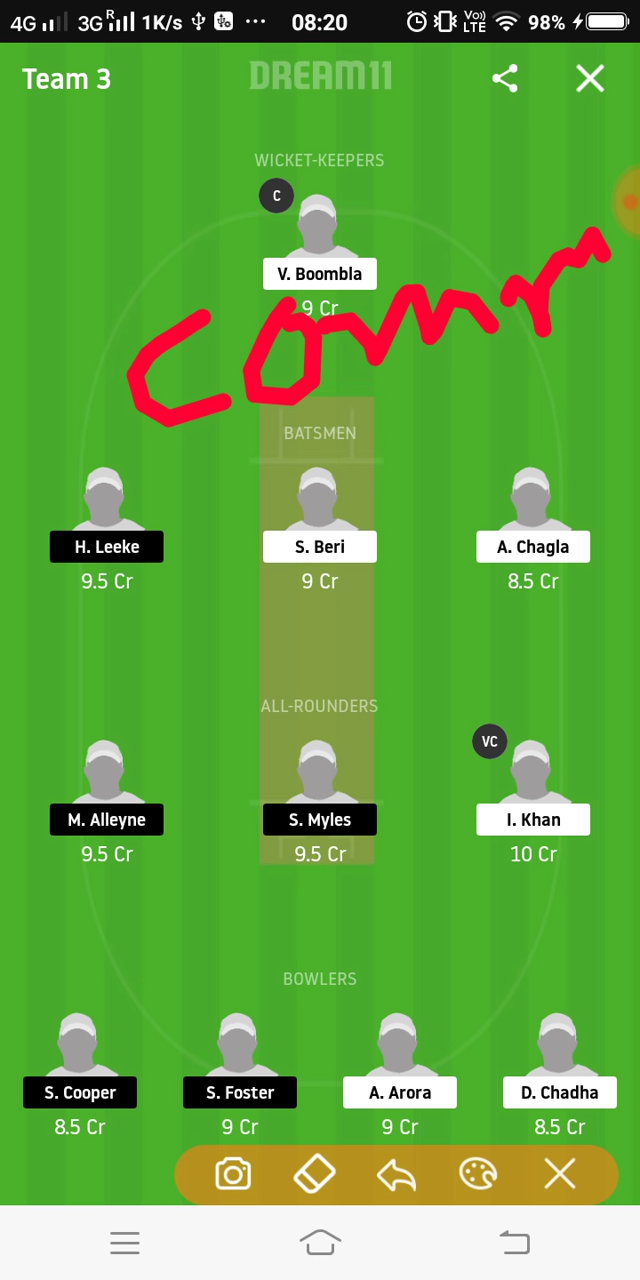 4G 3G R 1K/s ... 08:20 Vo) LTE 98%
Team 3 DREAM11
WICKET-KEEPERS
C
V. Boombla
9 Cr
BATSMEN
H. Leeke S. Beri A. Chagla
9.5 Cr 9 Cr 8.5 Cr
ALL-ROUNDERS
VC
M. Alleyne S. Myles I. Khan
9.5 Cr 9.5 Cr 10 Cr
BOWLERS
S. Cooper S. Foster A. Arora D. Chadha
8.5 Cr 9 Cr 9 Cr 8.5 Cr